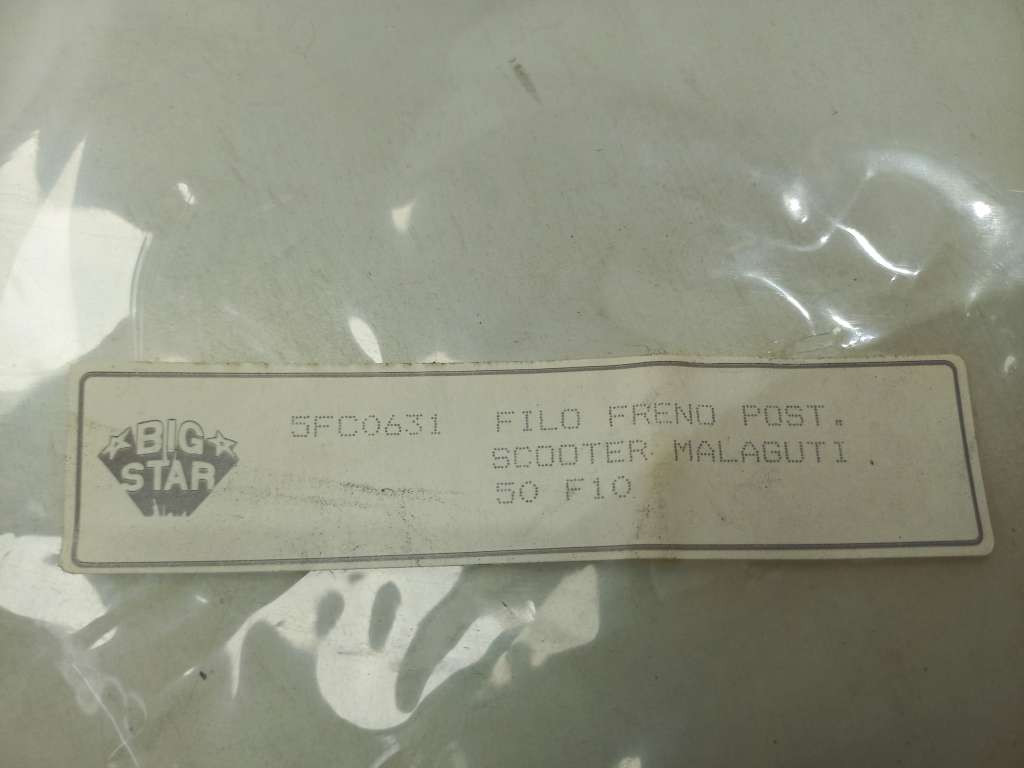 BIG
STAR
5FC0631 FILO FRENO POST.
SCOOTER MALAGUTI
50 F10